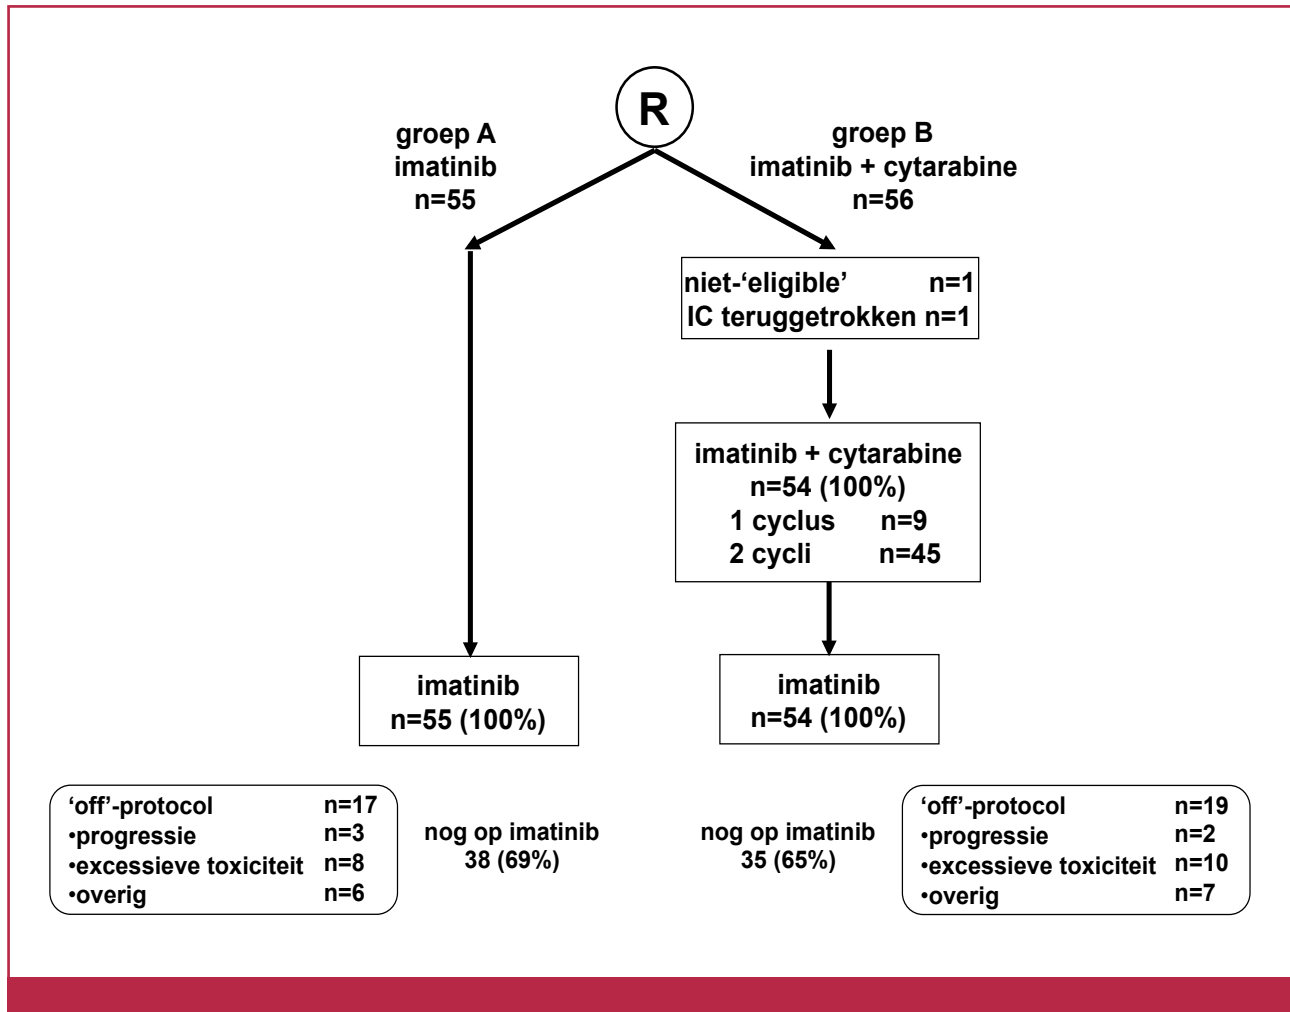 R
groep A
imatinib
n=55
groep B
imatinib + cytarabine
n=56
niet-‘eligible’ n=1
IC teruggetrokken n=1
imatinib + cytarabine
n=54 (100%)
1 cyclus n=9
2 cycli n=45
imatinib
n=55 (100%)
imatinib
n=54 (100%)
‘off’-protocol n=17
•progressie n=3
•excessieve toxiciteit n=8
•overig n=6
nog op imatinib
38 (69%)
nog op imatinib
35 (65%)
‘off’-protocol n=19
•progressie n=2
•excessieve toxiciteit n=10
•overig n=7